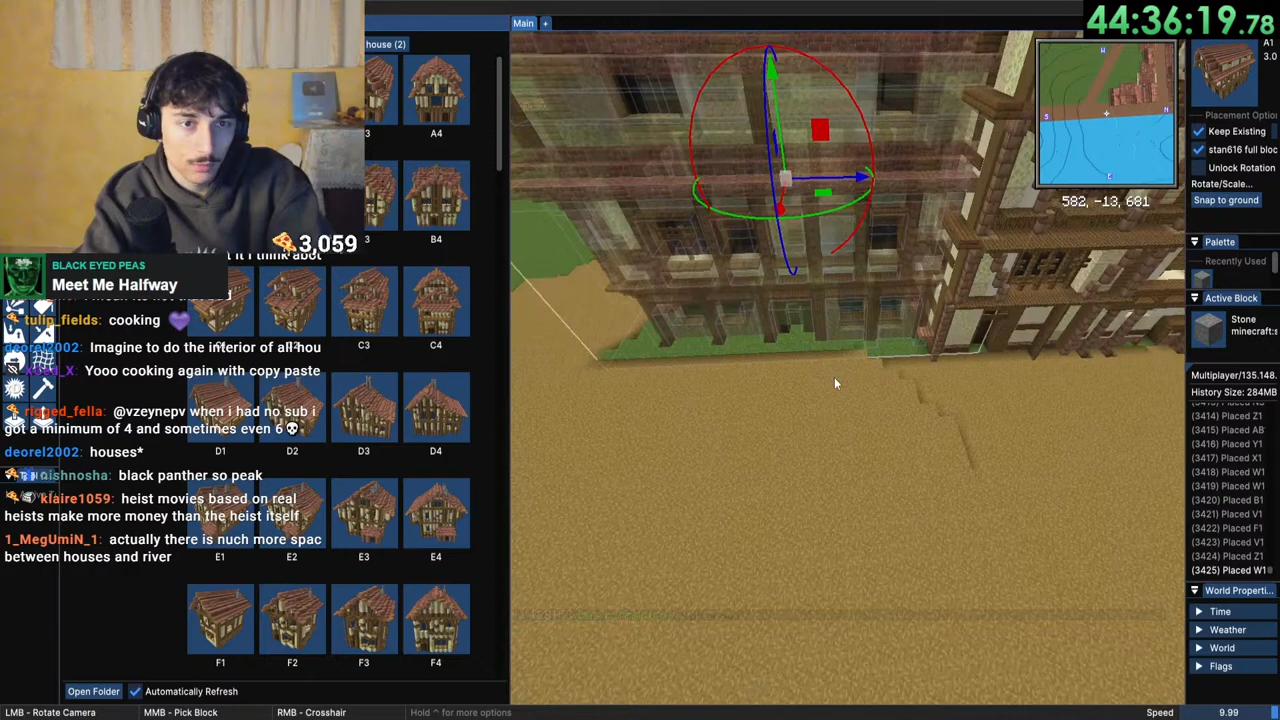 44:36:19.78
house (2)
Main +
A1
3.0
3 A4
3 B4
C3 C4
D1 D2 D3 D4
E1 E2 E3 E4
F1 F2 F3 F4
Open Folder Automatically Refresh
LMB - Rotate Camera MMB - Pick Block RMB - Crosshair Hold ^ for more options Speed 9.99
3,059
BLACK EYED PEAS
Meet Me Halfway
tulip_fields: cooking
deorel2002: Imagine to do the interior of all hou
Yooo cooking again with copy paste
rigged_fella: @vzeynepv when i had no sub i
got a minimum of 4 and sometimes even 6
deorel2002: houses*
nishnosha: black panther so peak
klaire1059: heist movies based on real
heists make more money than the heist itself
1_MegUmiN_1: actually there is nuch more spac
between houses and river
582, -13, 681
Placement Optio
Keep Existing
stan616 full bloc
Unlock Rotation
Rotate/Scale...
Snap to ground
Palette
Recently Used
Active Block
Stone
minecraft:s
Multiplayer/135.148.
History Size: 284MB
(3414) Placed Z1
(3415) Placed AB
(3416) Placed Y1
(3417) Placed X1
(3418) Placed W1
(3419) Placed W1
(3420) Placed B1
(3421) Placed V1
(3422) Placed F1
(3423) Placed V1
(3424) Placed Z1
(3425) Placed W1
World Properti...
Time
Weather
World
Flags